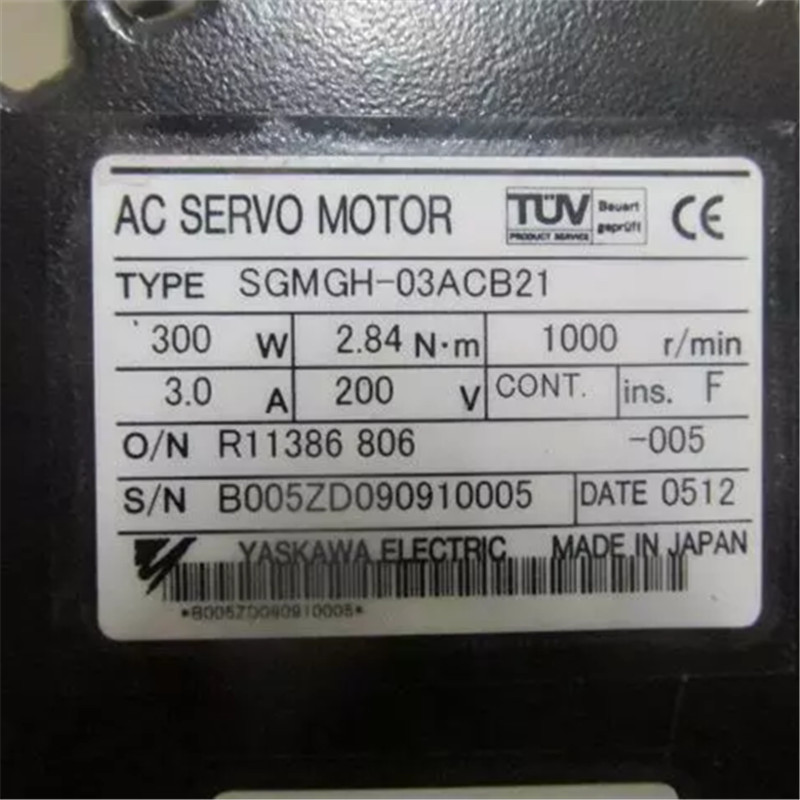 AC SERVO MOTOR TÜV PRODUCT SERVICE Bauart geprüft CE
TYPE SGMGH-03ACB21
300 W 2.84 N·m 1000 r/min
3.0 A 200 V CONT. ins. F
O/N R11386 806 -005
S/N B005ZD090910005 DATE 0512
YASKAWA ELECTRIC MADE IN JAPAN
*B005ZD090910005*